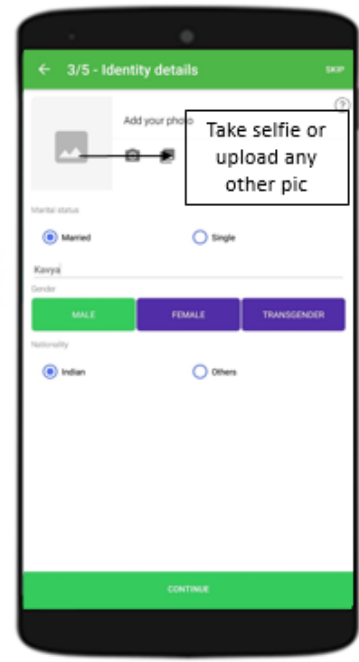 3/5 - Identity details
SKIP
Add your photo
Take selfie or
upload any
other pic
Marital status
Married
Single
Kavya
Gender
MALE
FEMALE
TRANSGENDER
Nationality
Indian
Others
CONTINUE